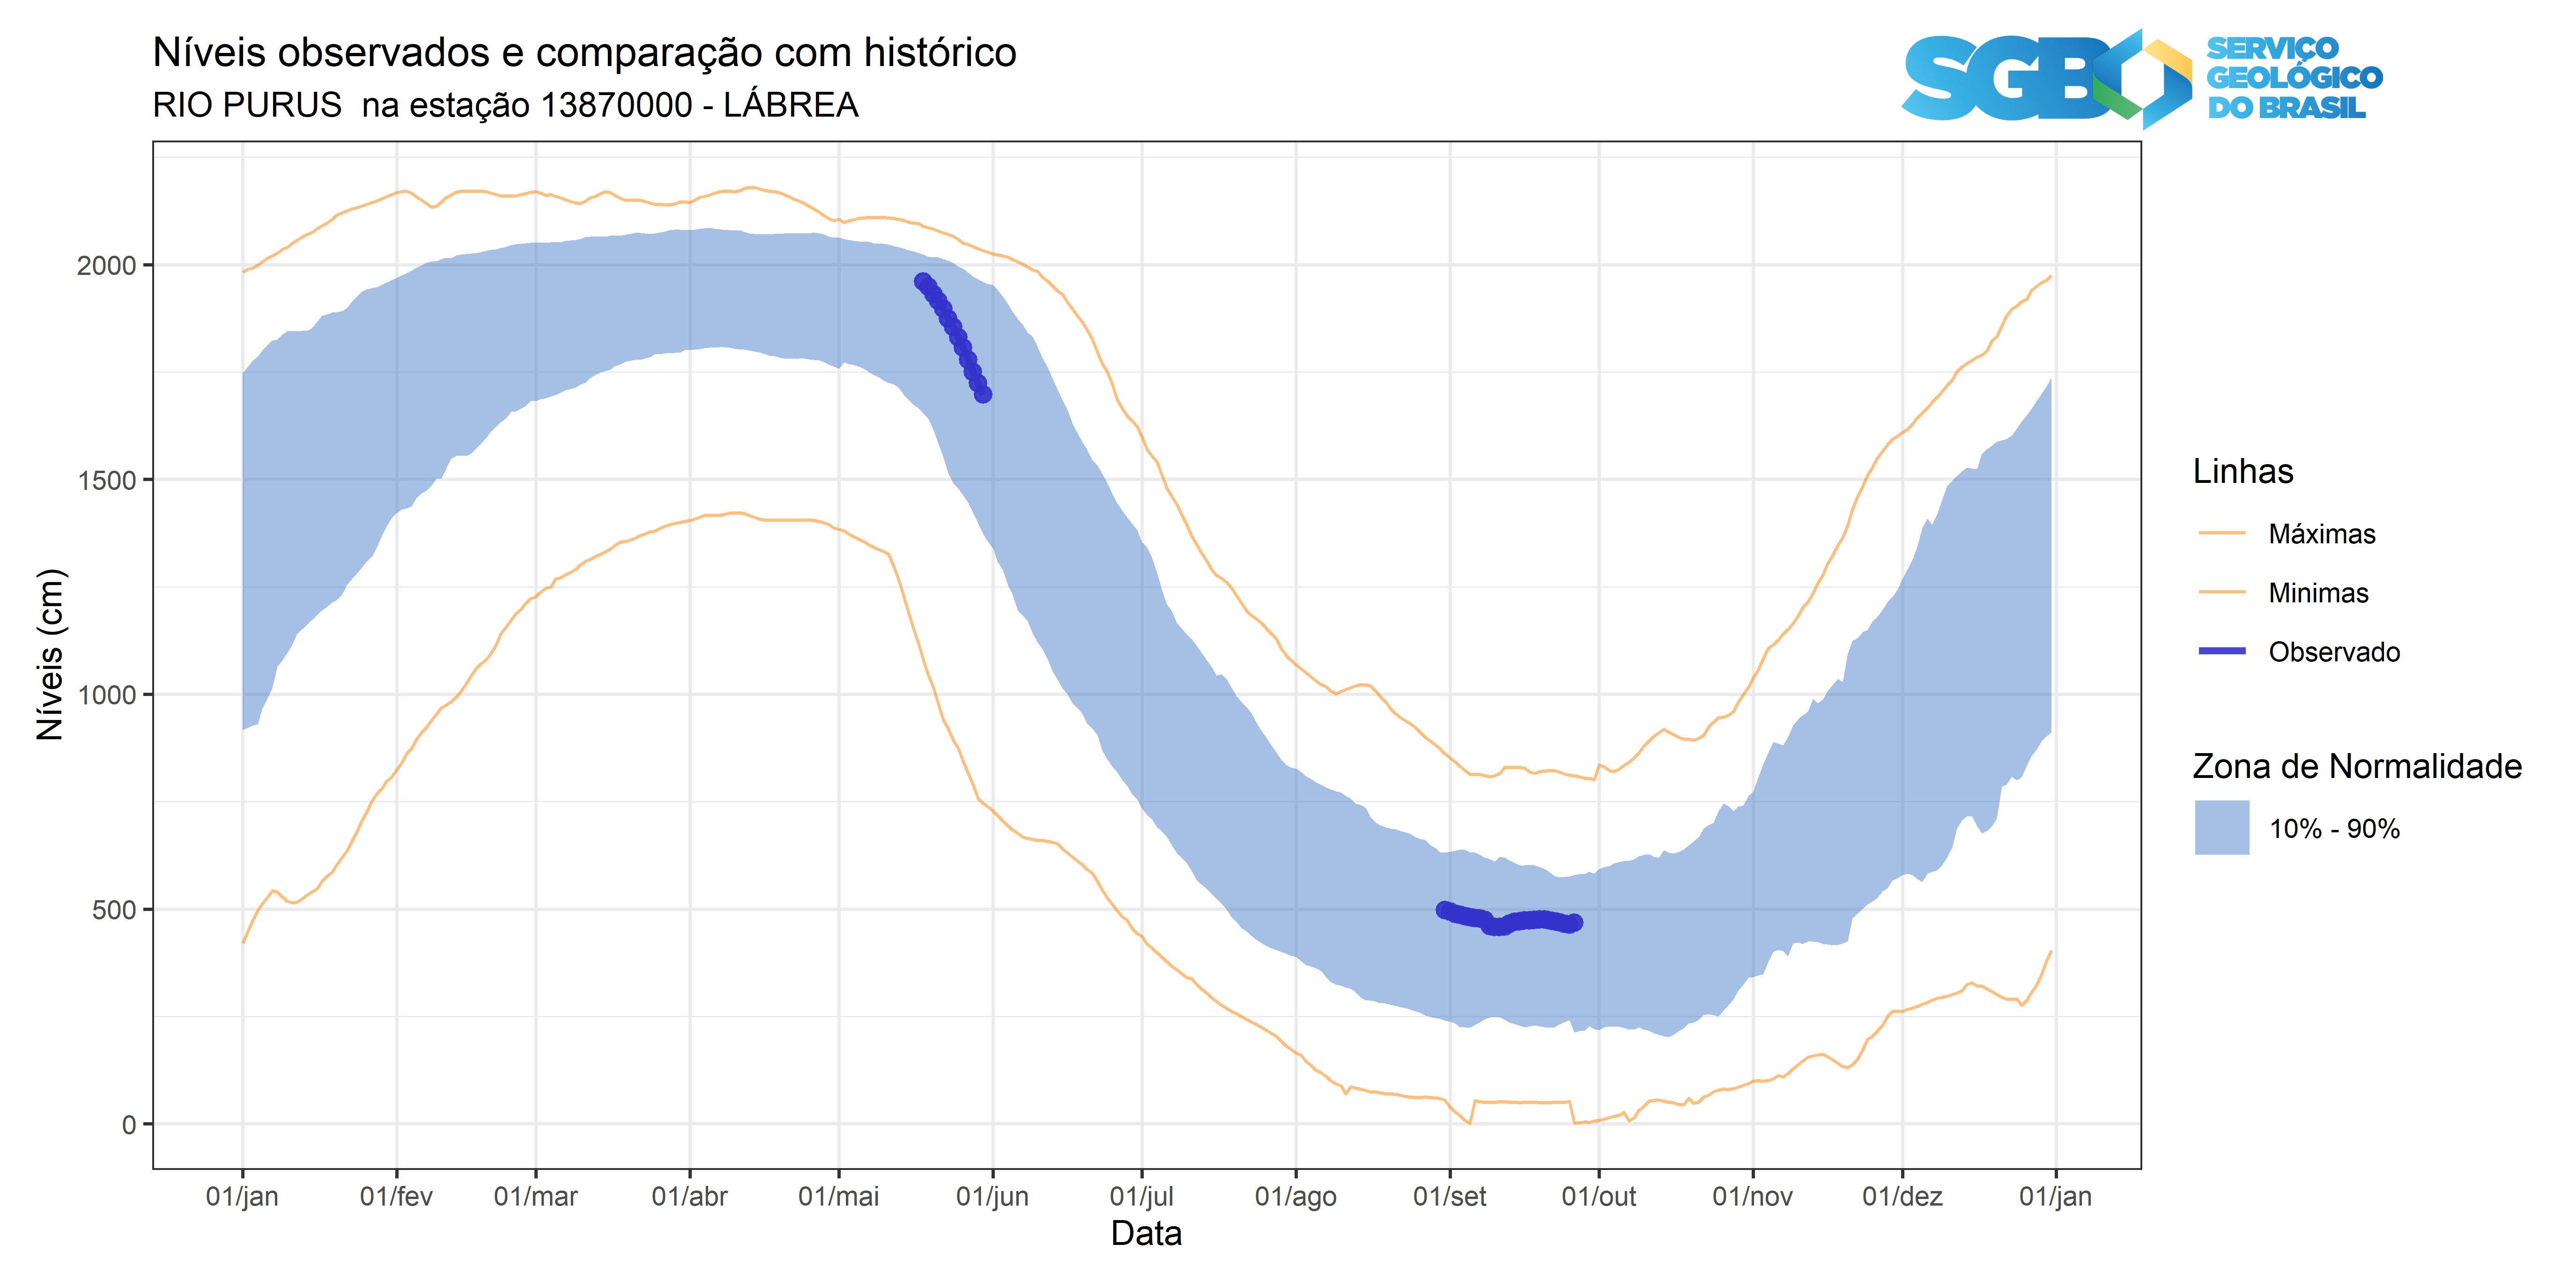 Níveis observados e comparação com histórico
RIO PURUS na estação 13870000 - LÁBREA
SGB
SERVIÇO
GEOLÓGICO
DO BRASIL
Níveis (cm)
2000
1500
1000
500
0
01/jan
01/fev
01/mar
01/abr
01/mai
01/jun
01/jul
01/ago
01/set
01/out
01/nov
01/dez
01/jan
Data
Linhas
Máximas
Minimas
Observado
Zona de Normalidade
10% - 90%